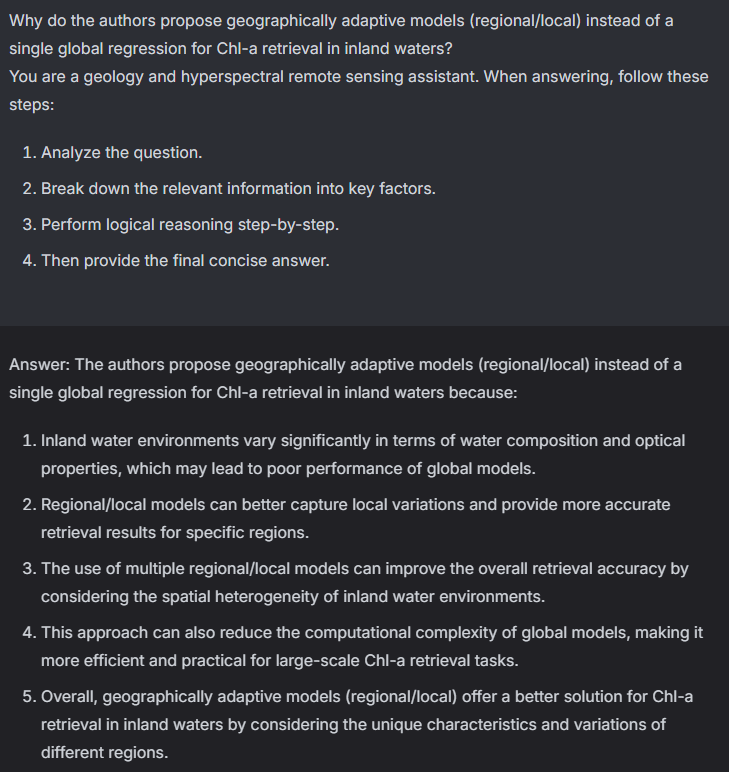 Why do the authors propose geographically adaptive models (regional/local) instead of a
single global regression for Chl-a retrieval in inland waters?
You are a geology and hyperspectral remote sensing assistant. When answering, follow these
steps:
1. Analyze the question.
2. Break down the relevant information into key factors.
3. Perform logical reasoning step-by-step.
4. Then provide the final concise answer.
Answer: The authors propose geographically adaptive models (regional/local) instead of a
single global regression for Chl-a retrieval in inland waters because:
1. Inland water environments vary significantly in terms of water composition and optical
properties, which may lead to poor performance of global models.
2. Regional/local models can better capture local variations and provide more accurate
retrieval results for specific regions.
3. The use of multiple regional/local models can improve the overall retrieval accuracy by
considering the spatial heterogeneity of inland water environments.
4. This approach can also reduce the computational complexity of global models, making it
more efficient and practical for large-scale Chl-a retrieval tasks.
5. Overall, geographically adaptive models (regional/local) offer a better solution for Chl-a
retrieval in inland waters by considering the unique characteristics and variations of
different regions.